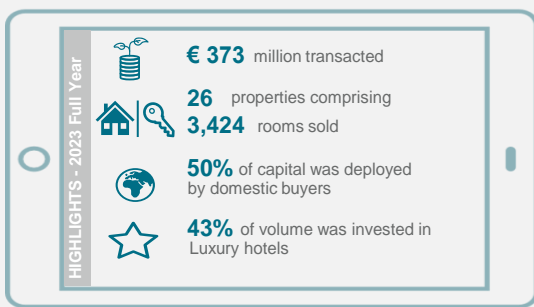 HIGHLIGHTS - 2023 Full Year
€ 373 million transacted
26 properties comprising
3,424 rooms sold
50% of capital was deployed
by domestic buyers
43% of volume was invested in
Luxury hotels